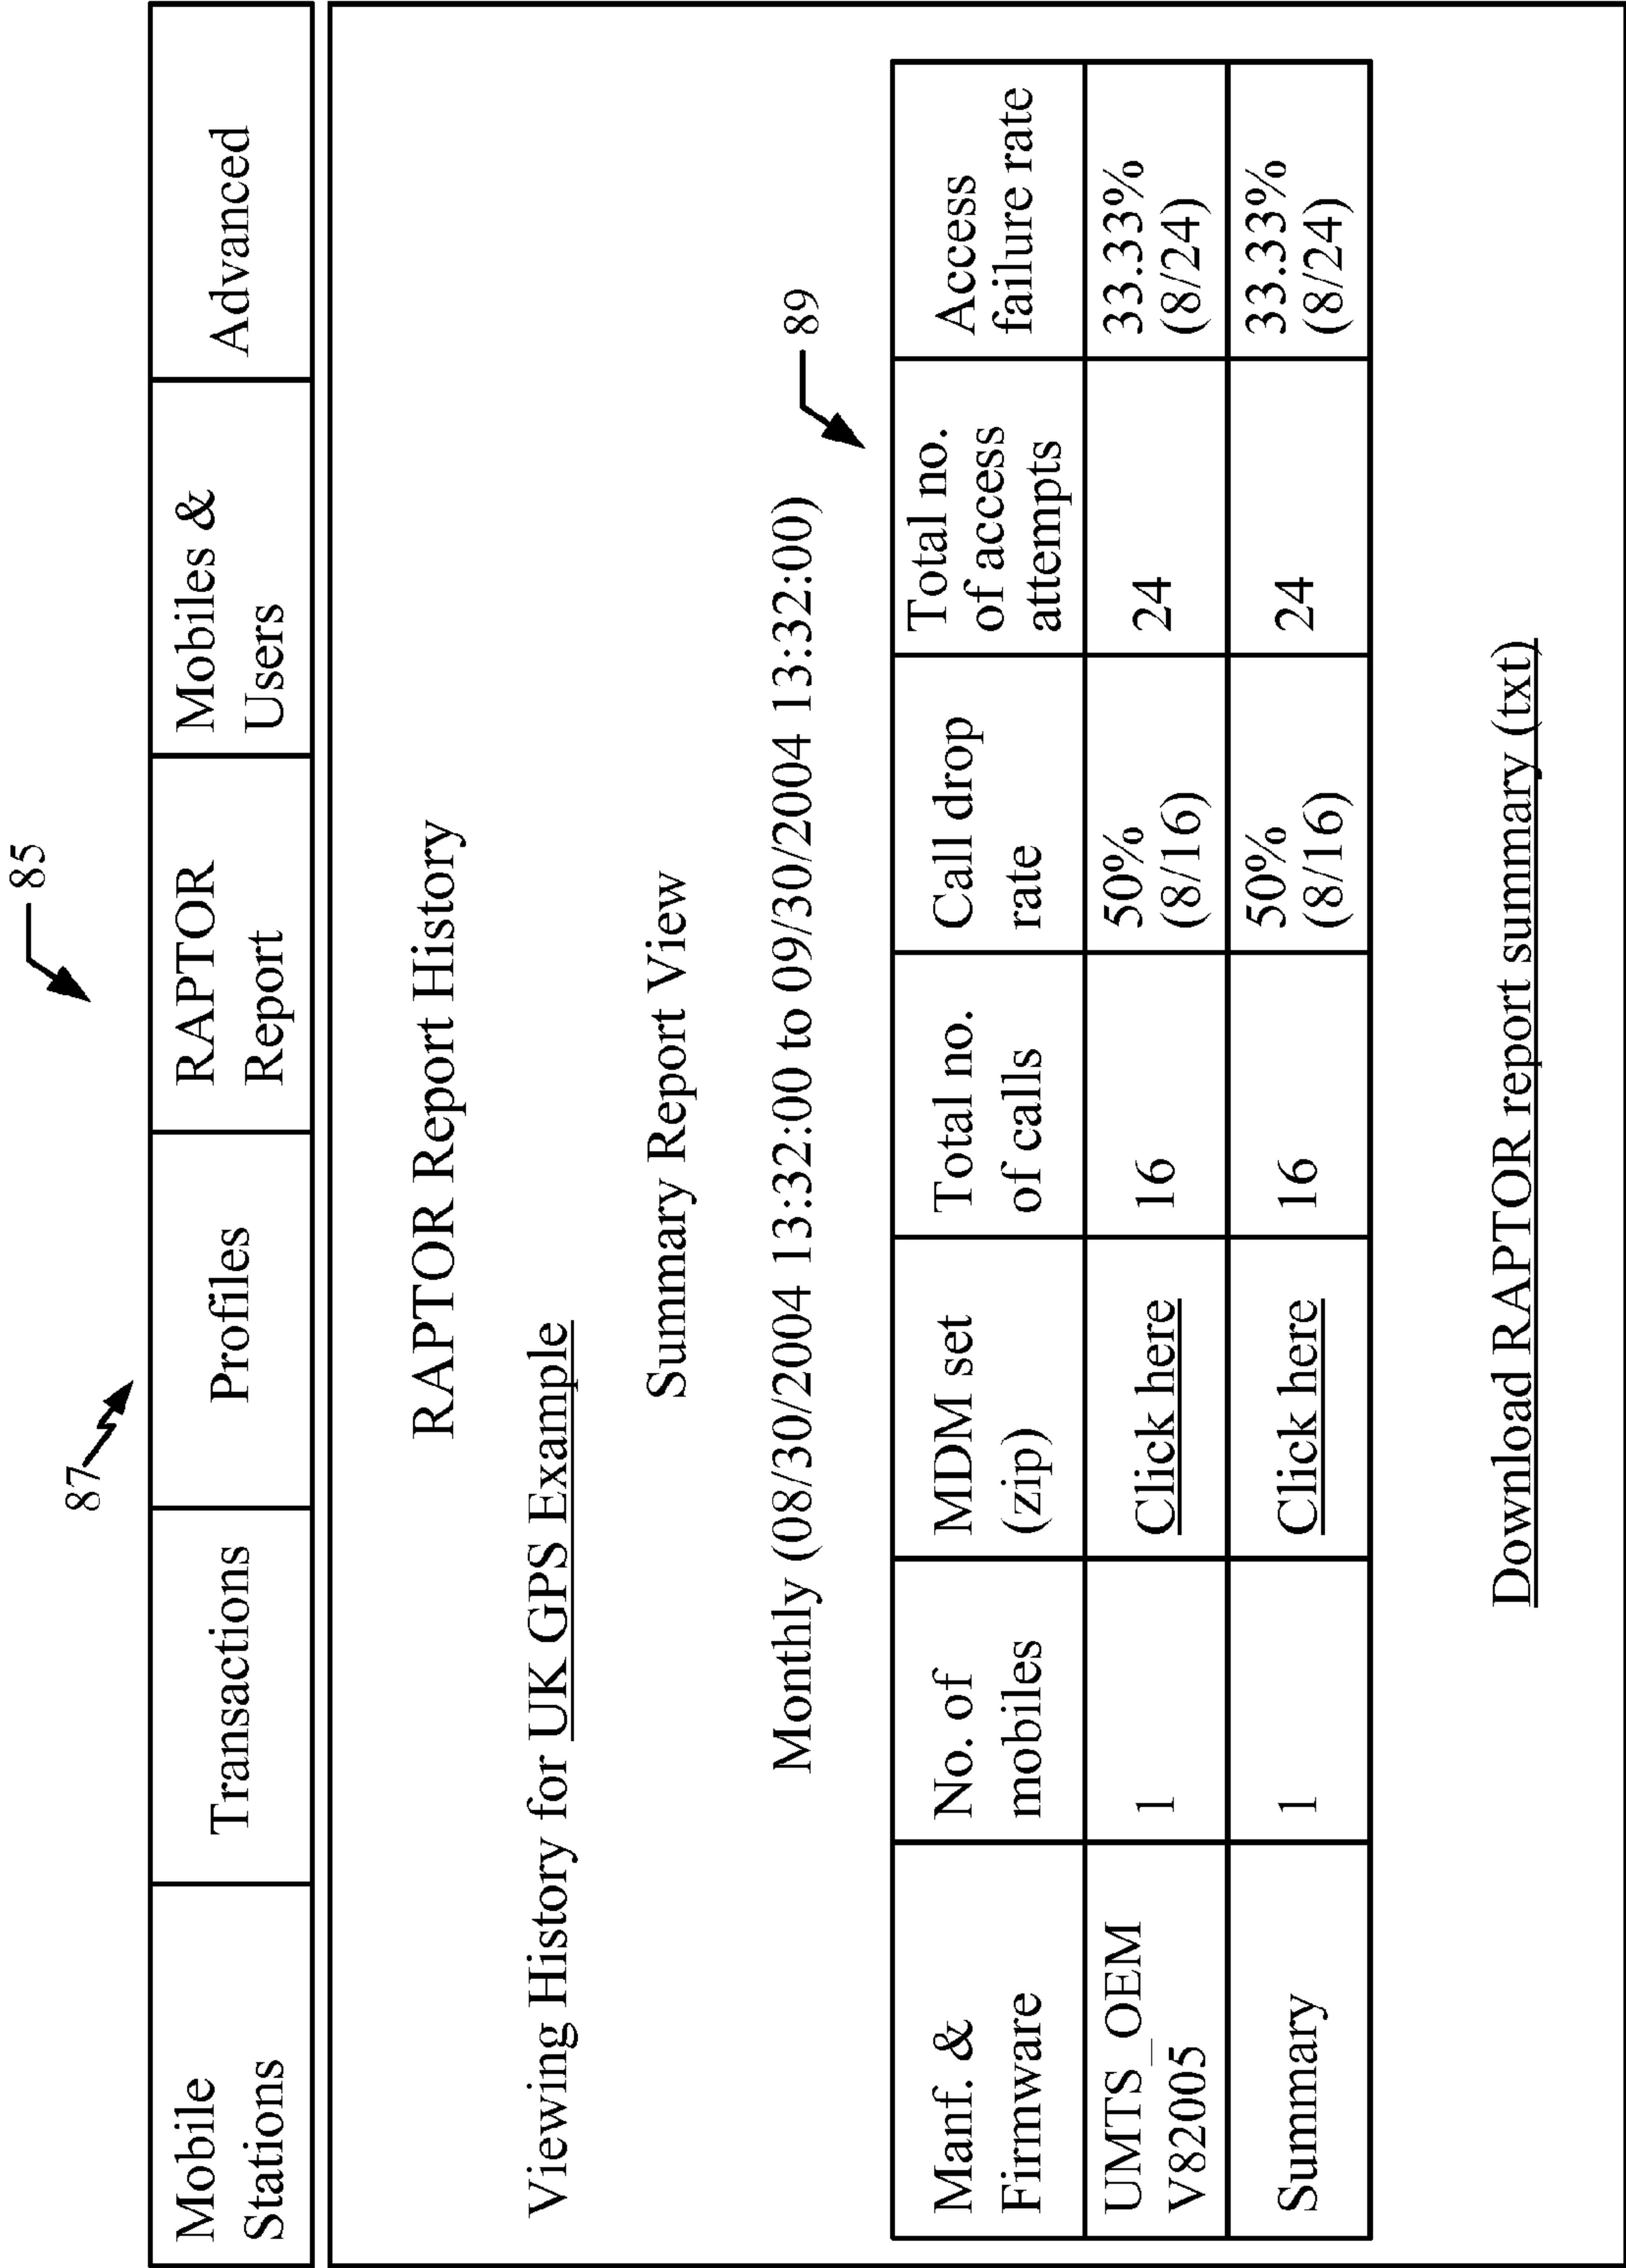 85
87
Mobile
Stations
Transactions
Profiles
RAPTOR
Report
Mobiles &
Users
Advanced
RAPTOR Report History
Viewing History for UK GPS Example
Summary Report View
Monthly (08/30/2004 13:32:00 to 09/30/2004 13:32:00)
89
Manf. &
Firmware
No. of
mobiles
MDM set
(zip)
Total no.
of calls
Call drop
rate
Total no.
of access
attempts
Access
failure rate
UMTS_OEM
V82005
1
Click here
16
50%
(8/16)
24
33.33%
(8/24)
Summary
1
Click here
16
50%
(8/16)
24
33.33%
(8/24)
Download RAPTOR report summary (txt)